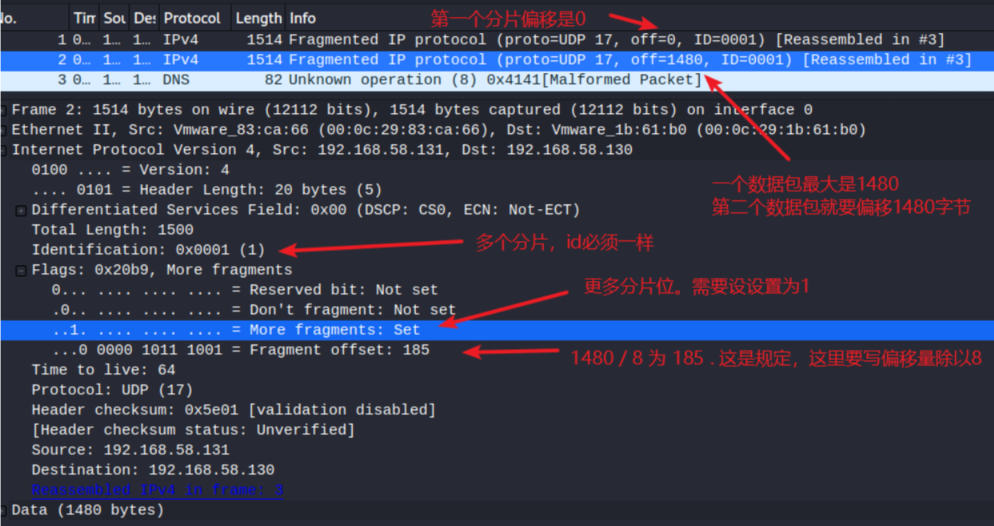 No. Tim Sou Des Protocol Length Info
第一个分片偏移是0
1 0… 1… 1… IPv4 1514 Fragmented IP protocol (proto=UDP 17, off=0, ID=0001) [Reassembled in #3]
2 0… 1… 1… IPv4 1514 Fragmented IP protocol (proto=UDP 17, off=1480, ID=0001) [Reassembled in #3]
3 0… 1… 1… DNS 82 Unknown operation (8) 0x4141[Malformed Packet]
Frame 2: 1514 bytes on wire (12112 bits), 1514 bytes captured (12112 bits) on interface 0
Ethernet II, Src: Vmware_83:ca:66 (00:0c:29:83:ca:66), Dst: Vmware_1b:61:b0 (00:0c:29:1b:61:b0)
Internet Protocol Version 4, Src: 192.168.58.131, Dst: 192.168.58.130
0100 .... = Version: 4
.... 0101 = Header Length: 20 bytes (5)
一个数据包最大是1480
Differentiated Services Field: 0x00 (DSCP: CS0, ECN: Not-ECT)
第二个数据包就要偏移1480字节
Total Length: 1500
Identification: 0x0001 (1)
多个分片，id必须一样
Flags: 0x20b9, More fragments
0... .... .... .... = Reserved bit: Not set
更多分片位。需要设设置为1
.0.. .... .... .... = Don't fragment: Not set
..1. .... .... .... = More fragments: Set
...0 0000 1011 1001 = Fragment offset: 185
1480 / 8 为 185 . 这是规定，这里要写偏移量除以8
Time to live: 64
Protocol: UDP (17)
Header checksum: 0x5e01 [validation disabled]
[Header checksum status: Unverified]
Source: 192.168.58.131
Destination: 192.168.58.130
Reassembled IPv4 in frame: 3
Data (1480 bytes)